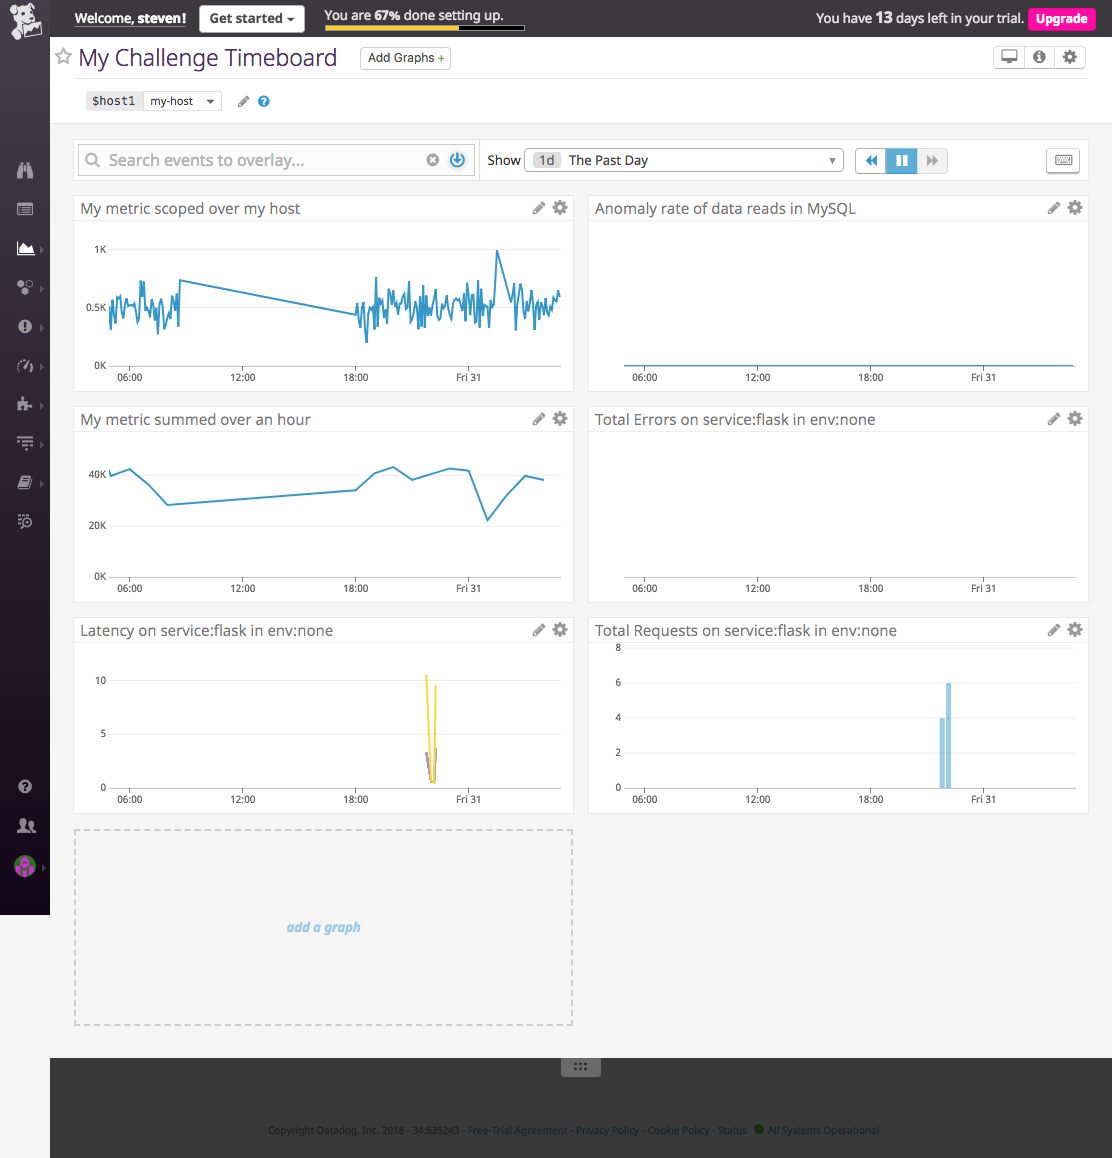 Welcome, steven!
Get started
You are 67% done setting up.
You have 13 days left in your trial.
Upgrade
My Challenge Timeboard
Add Graphs +
$host1 my-host
Search events to overlay...
Show 1d The Past Day
My metric scoped over my host
1K
0.5K
0K
06:00 12:00 18:00 Fri 31
Anomaly rate of data reads in MySQL
06:00 12:00 18:00 Fri 31
My metric summed over an hour
40K
20K
0K
06:00 12:00 18:00 Fri 31
Total Errors on service:flask in env:none
06:00 12:00 18:00 Fri 31
Latency on service:flask in env:none
10
5
0
06:00 12:00 18:00 Fri 31
Total Requests on service:flask in env:none
8
6
4
2
0
06:00 12:00 18:00 Fri 31
add a graph
Copyright Datadog, Inc. 2018 - 34.635243 - Free-Trial Agreement - Privacy Policy - Cookie Policy - Status All Systems Operational